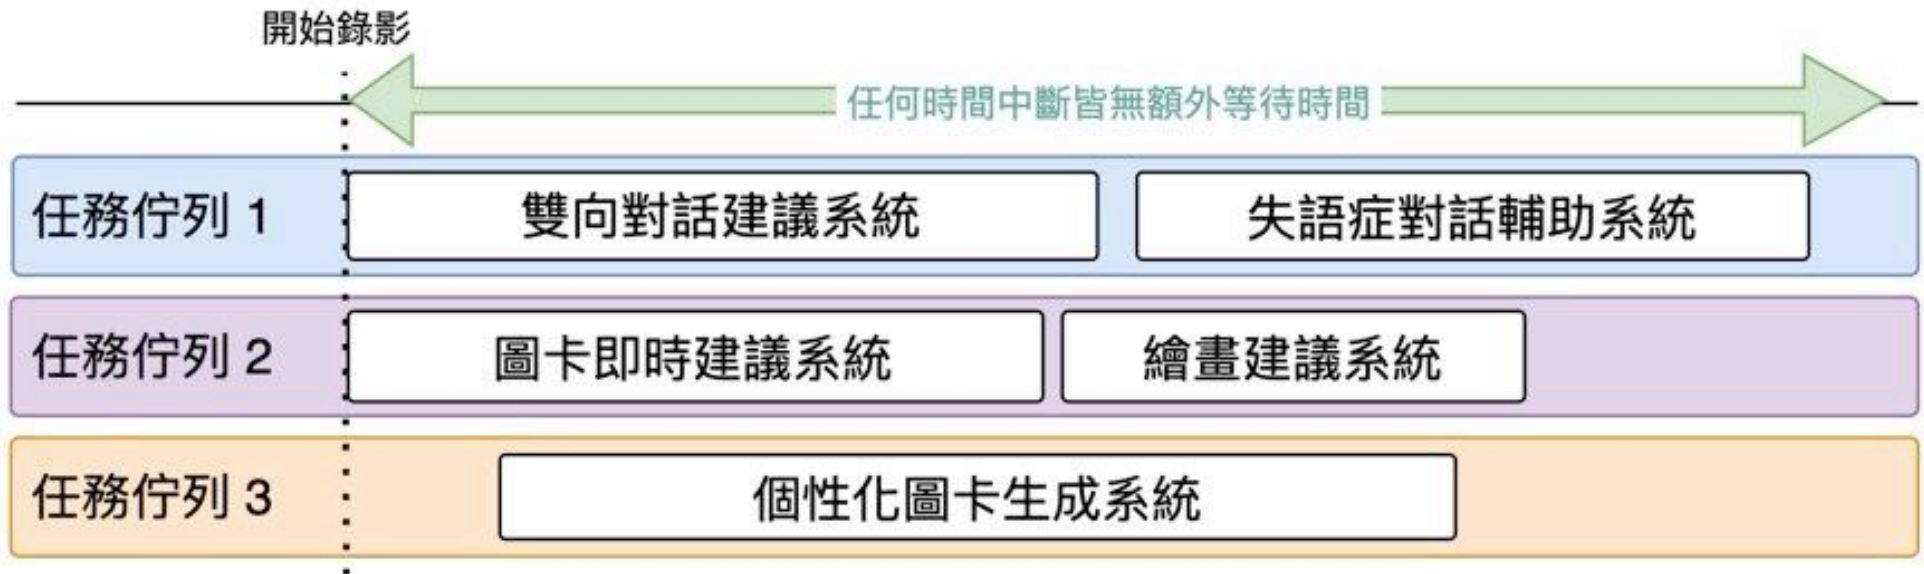 開始錄影
任何時間中斷皆無額外等待時間
任務佇列 1
雙向對話建議系統
失語症對話輔助系統
任務佇列 2
圖卡即時建議系統
繪畫建議系統
任務佇列 3
個性化圖卡生成系統